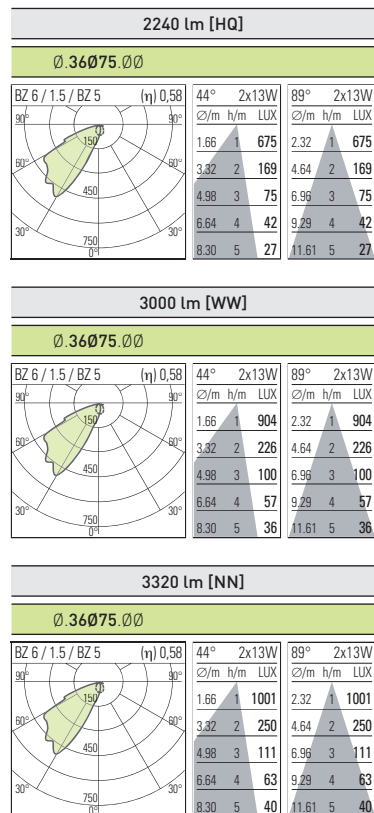 2240 lm [HQ]
Ø.36Ø75.ØØ
BZ 6 / 1.5 / BZ 5 (η) 0,58
90° 90°
150
60° 60°
450
30° 30°
750
0°
44° 2x13W
∅/m h/m LUX
1.66 1 675
3.32 2 169
4.98 3 75
6.64 4 42
8.30 5 27
89° 2x13W
∅/m h/m LUX
2.32 1 675
4.64 2 169
6.96 3 75
9.29 4 42
11.61 5 27
3000 lm [WW]
Ø.36Ø75.ØØ
BZ 6 / 1.5 / BZ 5 (η) 0,58
90° 90°
150
60° 60°
450
30° 30°
750
0°
44° 2x13W
∅/m h/m LUX
1.66 1 904
3.32 2 226
4.98 3 100
6.64 4 57
8.30 5 36
89° 2x13W
∅/m h/m LUX
2.32 1 904
4.64 2 226
6.96 3 100
9.29 4 57
11.61 5 36
3320 lm [NN]
Ø.36Ø75.ØØ
BZ 6 / 1.5 / BZ 5 (η) 0,58
90° 90°
150
60° 60°
450
30° 30°
750
0°
44° 2x13W
∅/m h/m LUX
1.66 1 1001
3.32 2 250
4.98 3 111
6.64 4 63
8.30 5 40
89° 2x13W
∅/m h/m LUX
2.32 1 1001
4.64 2 250
6.96 3 111
9.29 4 63
11.61 5 40